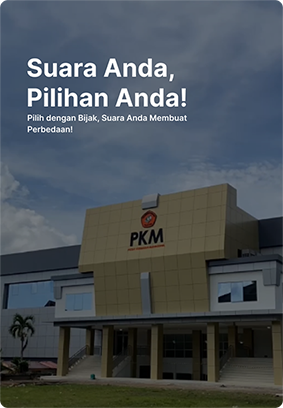 Suara Anda,
Pilihan Anda!
Pilih dengan Bijak, Suara Anda Membuat
Perbedaan!
PKM